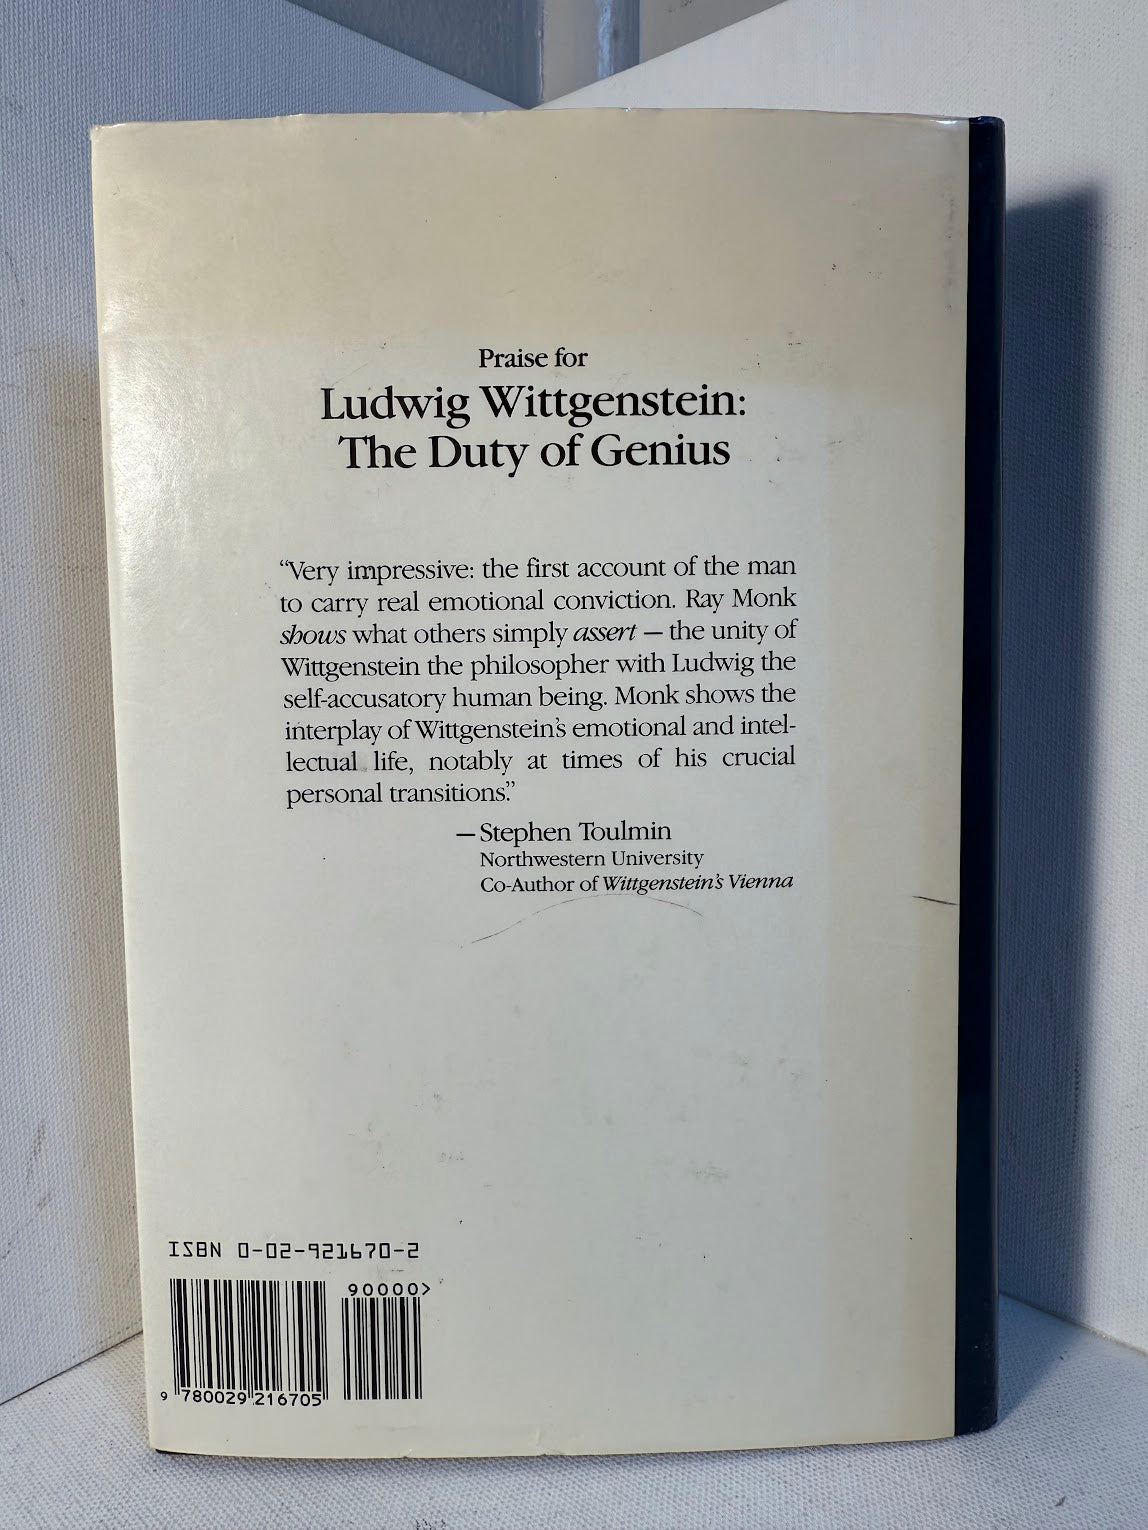 Praise for
Ludwig Wittgenstein:
The Duty of Genius
“Very impressive: the first account of the man
to carry real emotional conviction. Ray Monk
shows what others simply assert — the unity of
Wittgenstein the philosopher with Ludwig the
self-accusatory human being. Monk shows the
interplay of Wittgenstein’s emotional and intel-
lectual life, notably at times of his crucial
personal transitions.”
— Stephen Toulmin
Northwestern University
Co-Author of Wittgenstein’s Vienna
ISBN 0-02-921670-2
90000>
9 780029 216705